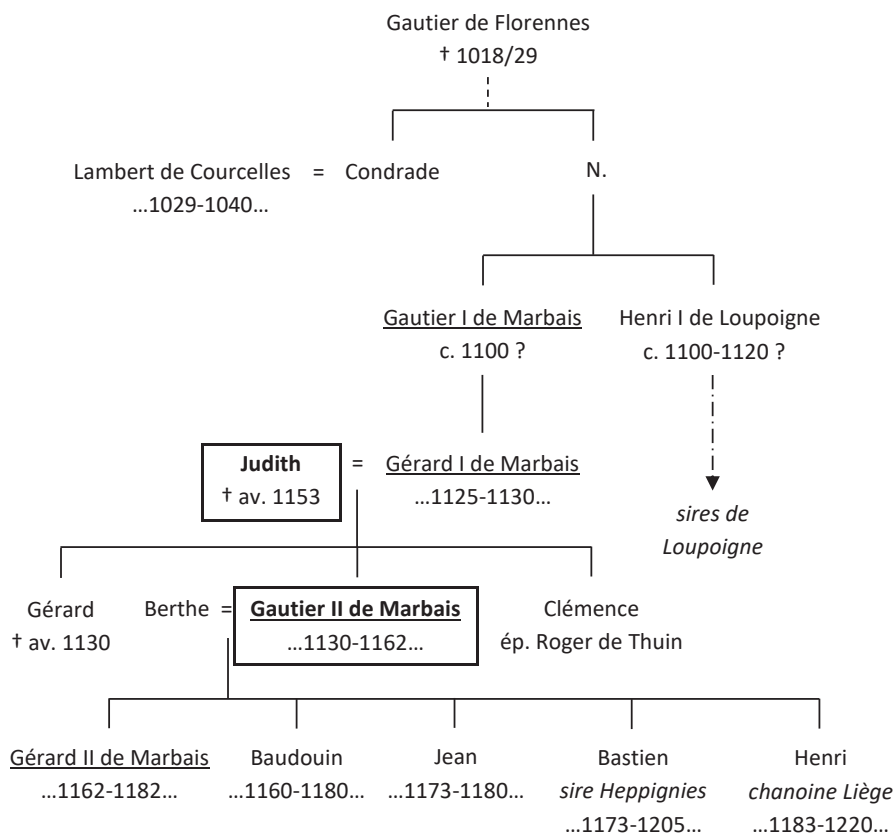 Gautier de Florennes
† 1018/29
Lambert de Courcelles = Condrade N.
...1029-1040...
Gautier I de Marbais Henri I de Loupoigne
c. 1100 ? c. 1100-1120 ?
Judith = Gérard I de Marbais
† av. 1153 ...1125-1130...
sires de
Loupoigne
Gérard Berthe = Gautier II de Marbais Clémence
† av. 1130 ...1130-1162... ép. Roger de Thuin
Gérard II de Marbais Baudouin Jean Bastien Henri
...1162-1182... ...1160-1180... ...1173-1180... sire Heppignies chanoine Liège
...1173-1205... ...1183-1220...